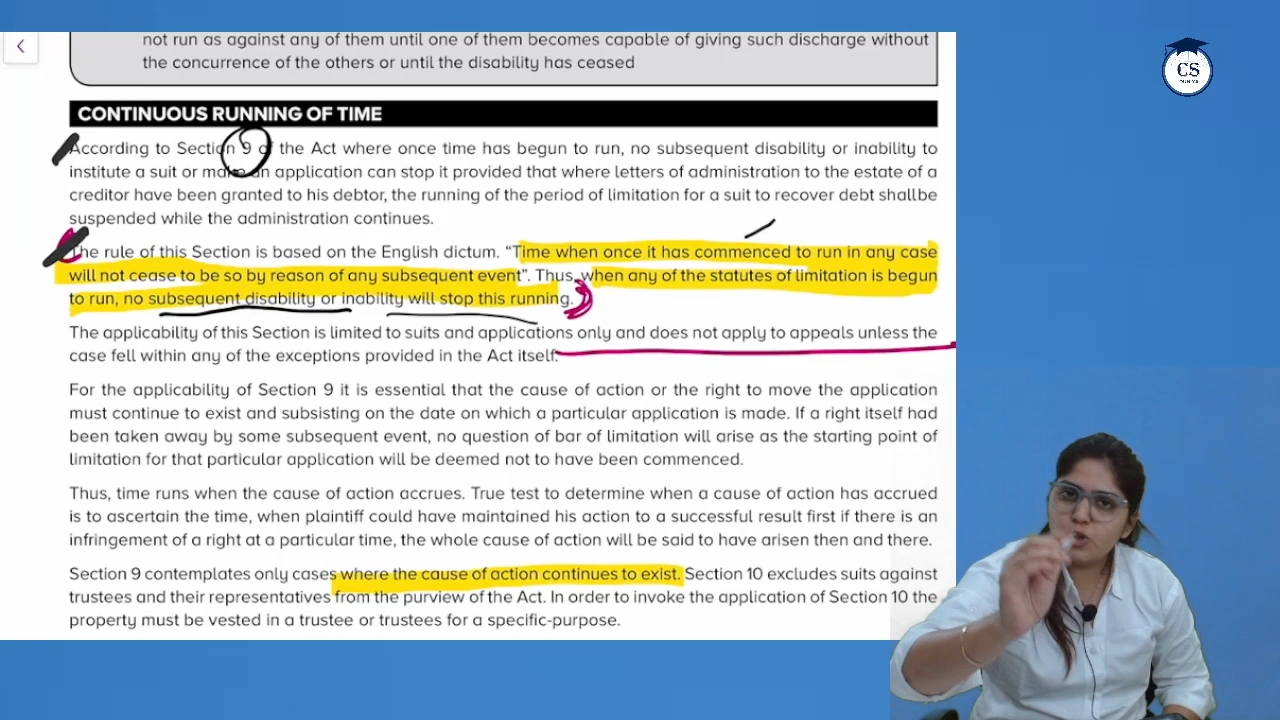 not run as against any of them until one of them becomes capable of giving such discharge without
the concurrence of the others or until the disability has ceased
CONTINUOUS RUNNING OF TIME
According to Section 9 of the Act where once time has begun to run, no subsequent disability or inability to
institute a suit or make an application can stop it provided that where letters of administration to the estate of a
creditor have been granted to his debtor, the running of the period of limitation for a suit to recover debt shallbe
suspended while the administration continues.
The rule of this Section is based on the English dictum. “Time when once it has commenced to run in any case
will not cease to be so by reason of any subsequent event”. Thus, when any of the statutes of limitation is begun
to run, no subsequent disability or inability will stop this running.
The applicability of this Section is limited to suits and applications only and does not apply to appeals unless the
case fell within any of the exceptions provided in the Act itself.
For the applicability of Section 9 it is essential that the cause of action or the right to move the application
must continue to exist and subsisting on the date on which a particular application is made. If a right itself had
been taken away by some subsequent event, no question of bar of limitation will arise as the starting point of
limitation for that particular application will be deemed not to have been commenced.
Thus, time runs when the cause of action accrues. True test to determine when a cause of action has accrued
is to ascertain the time, when plaintiff could have maintained his action to a successful result first if there is an
infringement of a right at a particular time, the whole cause of action will be said to have arisen then and there.
Section 9 contemplates only cases where the cause of action continues to exist. Section 10 excludes suits against
trustees and their representatives from the purview of the Act. In order to invoke the application of Section 10 the
property must be vested in a trustee or trustees for a specific-purpose.
CS